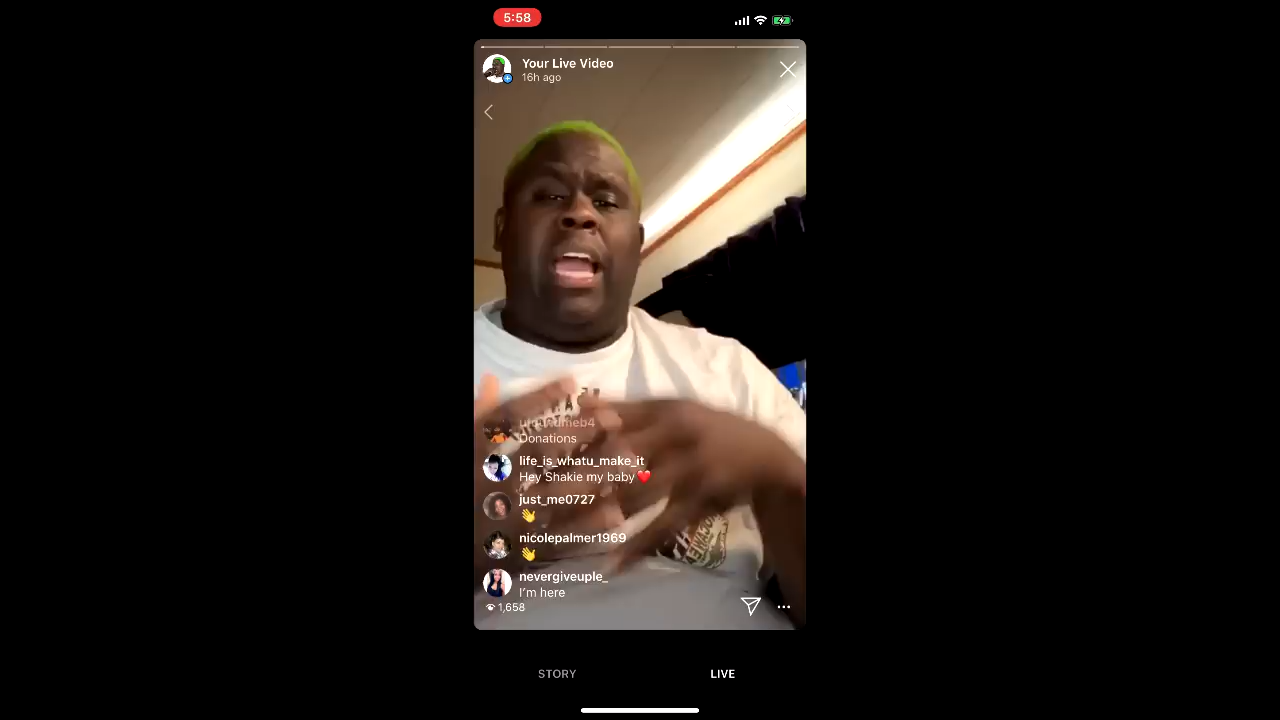 5:58
Your Live Video
16h ago
Donations
life_is_whatu_make_it
Hey Shakie my baby❤️
just_me0727
👋
nicolepalmer1969
👋
nevergiveuple_
I'm here
1,658
STORY
LIVE